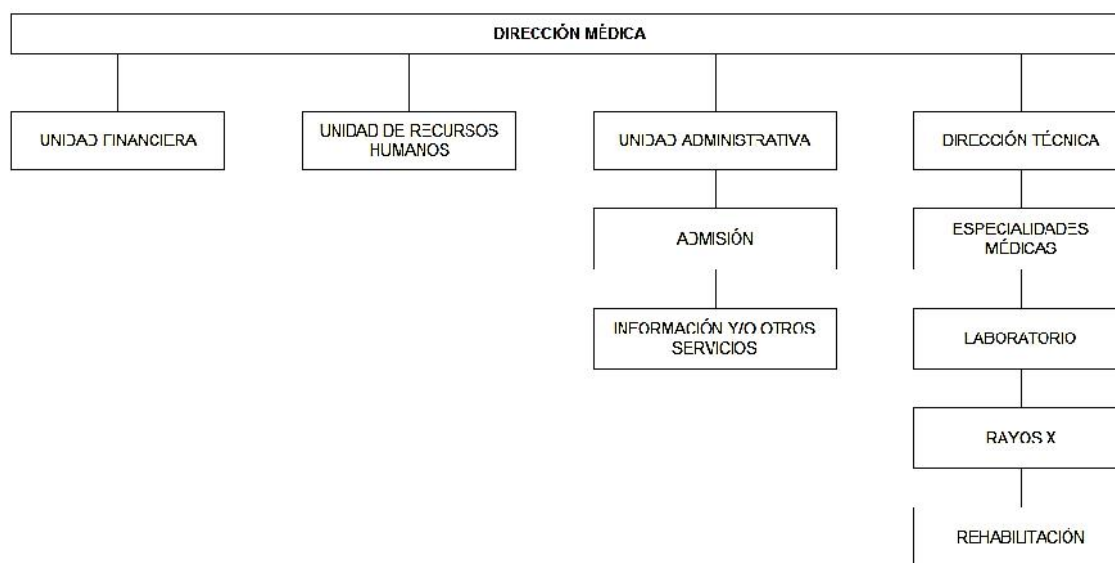 DIRECCIÓN MÉDICA
UNIDAD FINANCIERA
UNIDAD DE RECURSOS
HUMANOS
UNIDAD ADMINISTRATIVA
DIRECCIÓN TÉCNICA
ADMISIÓN
ESPECIALIDADES
MÉDICAS
INFORMACIÓN Y/O OTROS
SERVICIOS
LABORATORIO
RAYOS X
REHABILITACIÓN